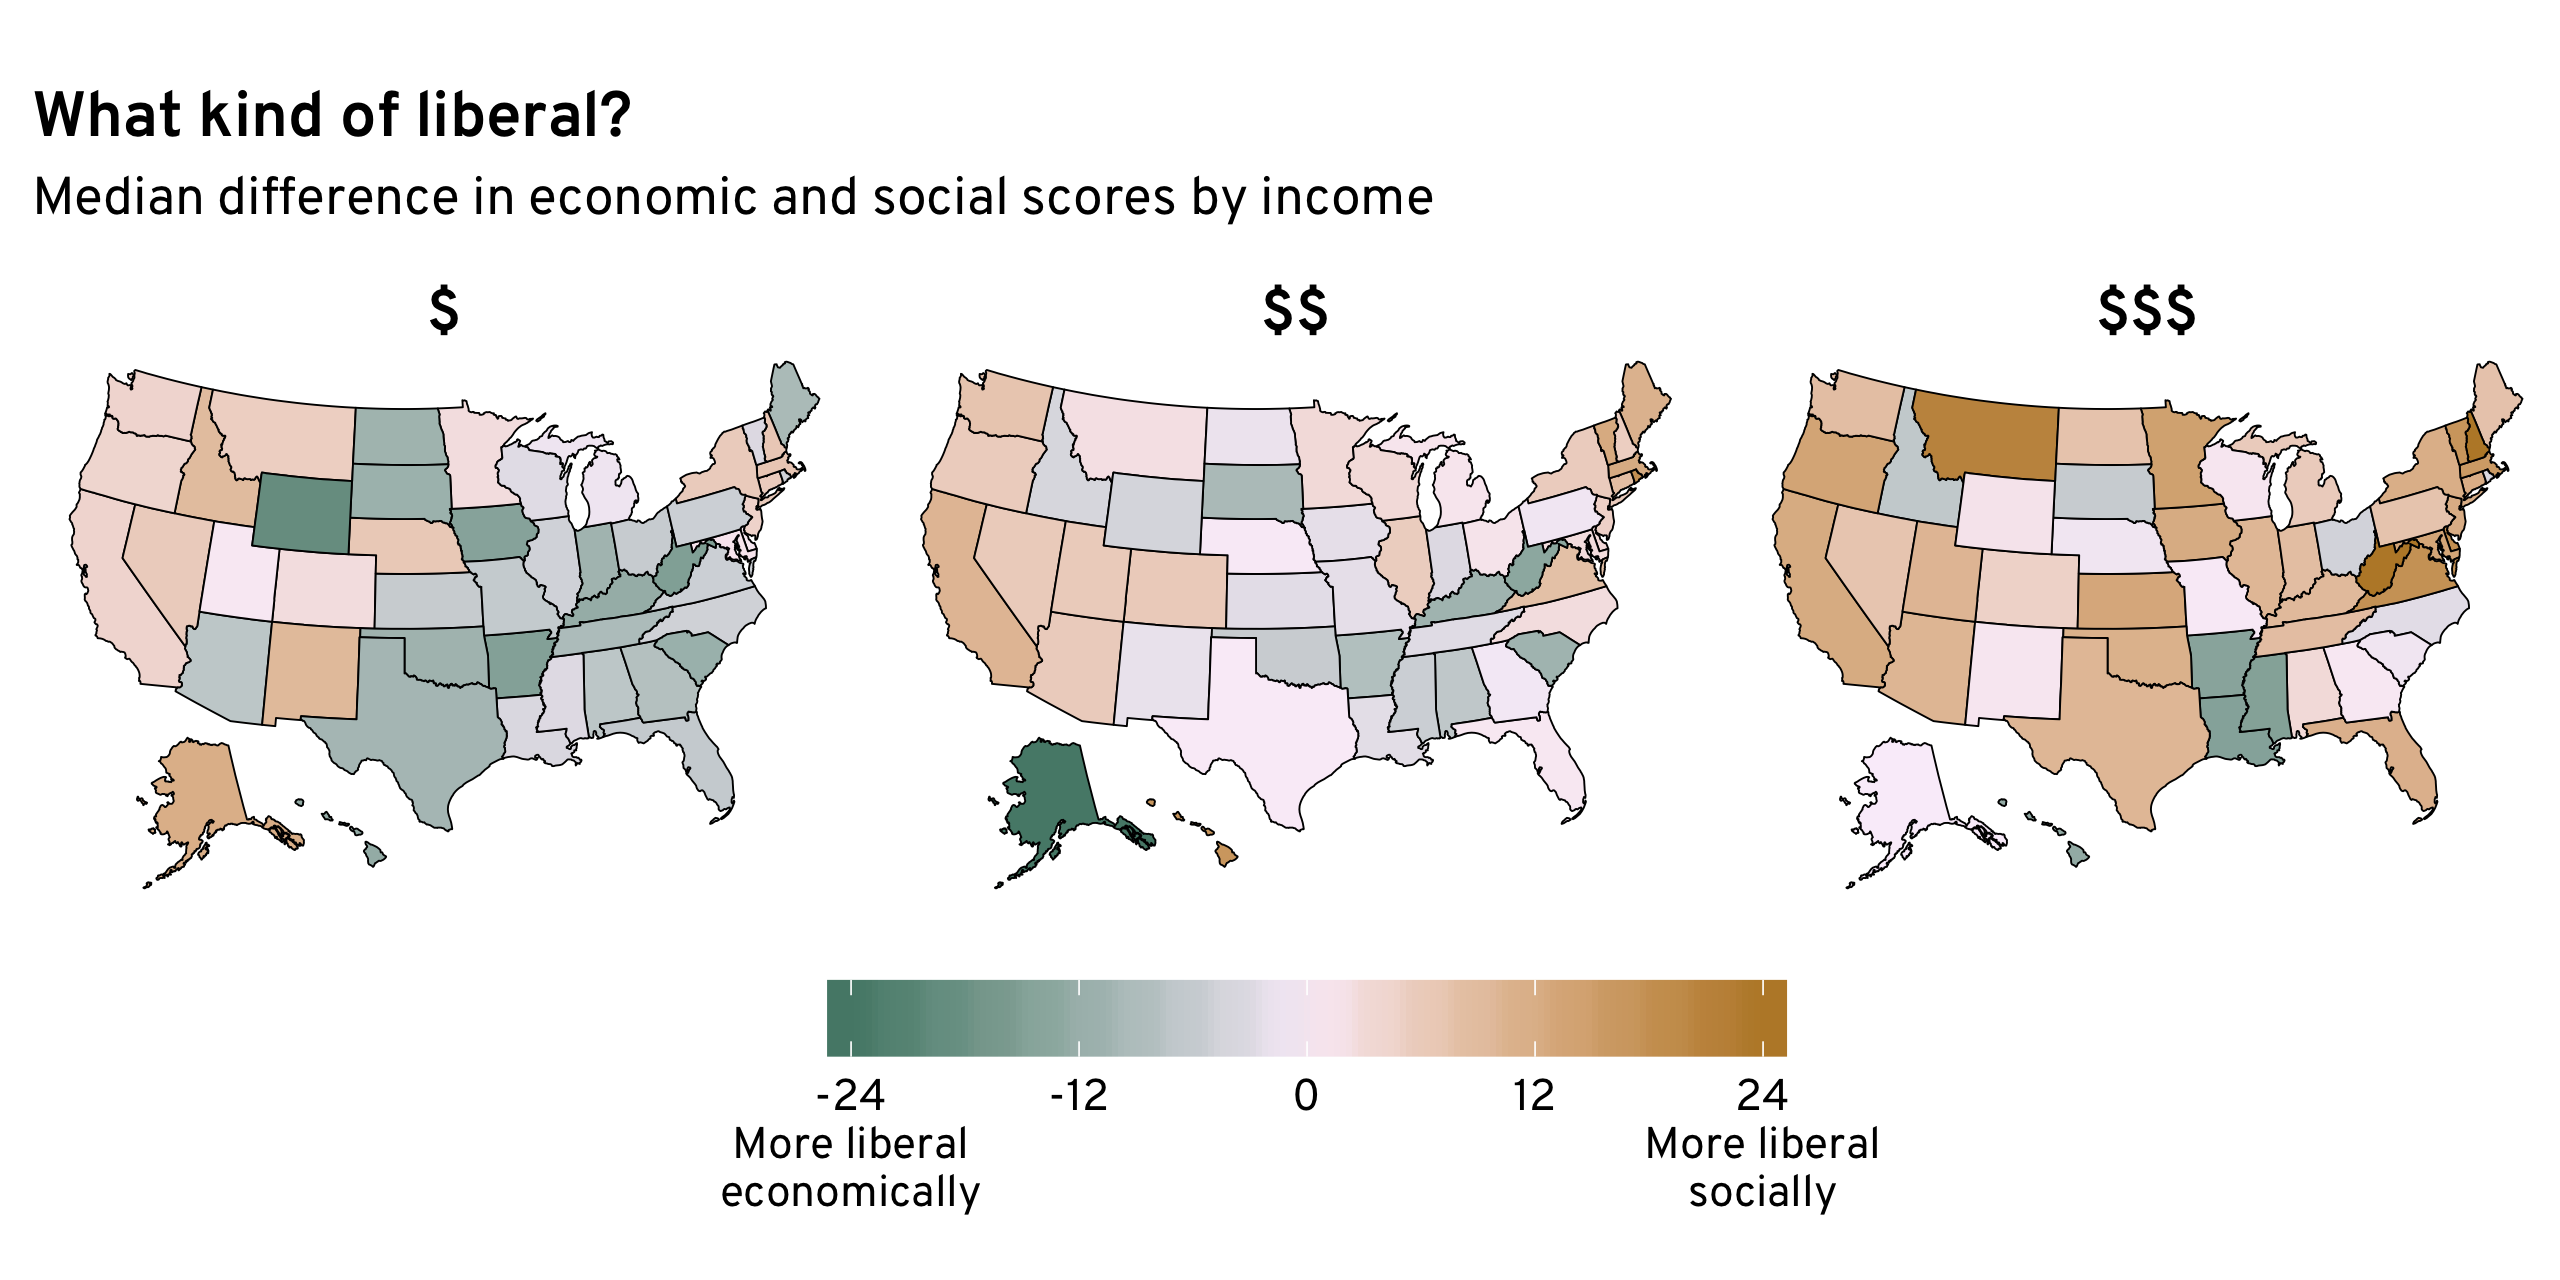 What kind of liberal?
Median difference in economic and social scores by income
$
$$
$$$
-24
-12
0
12
24
More liberal
economically
More liberal
socially